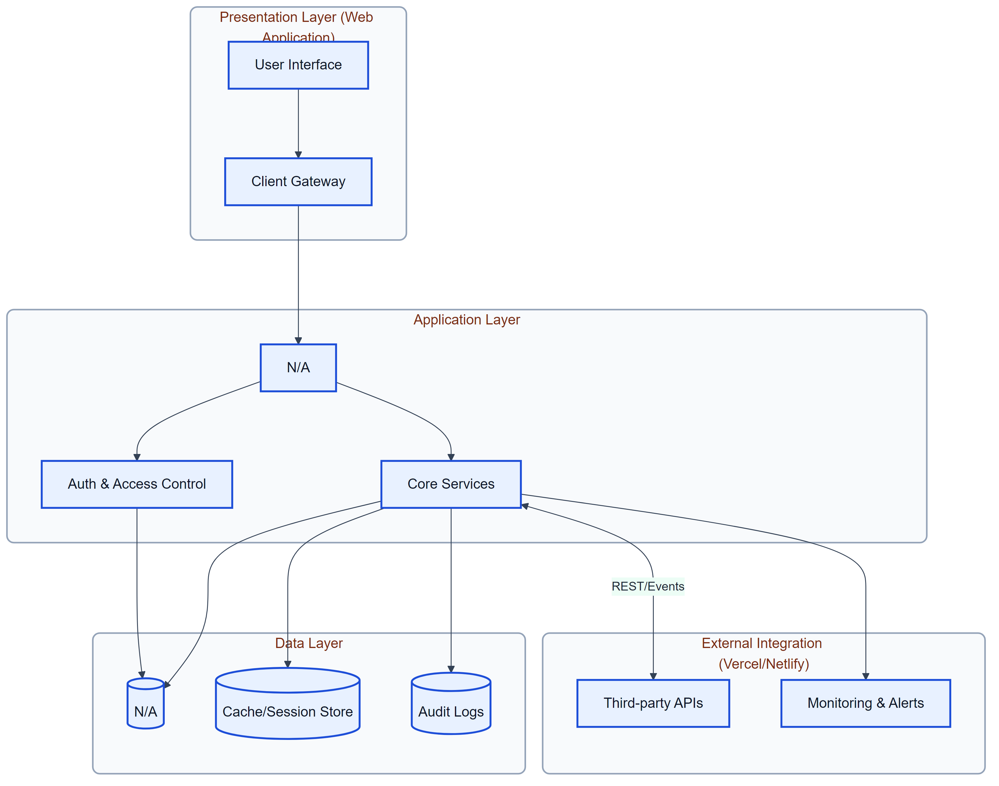 Presentation Layer (Web
Application)
User Interface
Client Gateway
Application Layer
N/A
Auth & Access Control
Core Services
REST/Events
Data Layer
External Integration
(Vercel/Netlify)
N/A
Cache/Session Store
Audit Logs
Third-party APIs
Monitoring & Alerts